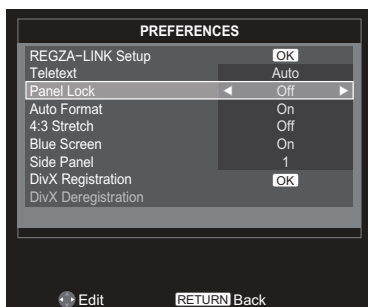 PREFERENCES
REGZA-LINK Setup OK
Teletext Auto
Panel Lock ◀ Off ▶
Auto Format On
4:3 Stretch Off
Blue Screen On
Side Panel 1
DivX Registration OK
DivX Deregistration
Edit RETURN Back